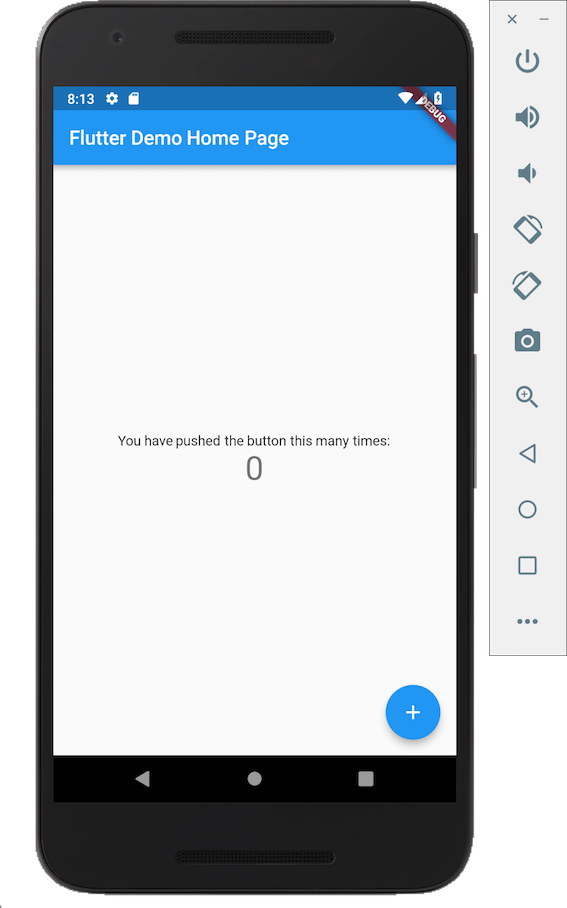 8:13
DEBUG
Flutter Demo Home Page
You have pushed the button this many times:
0